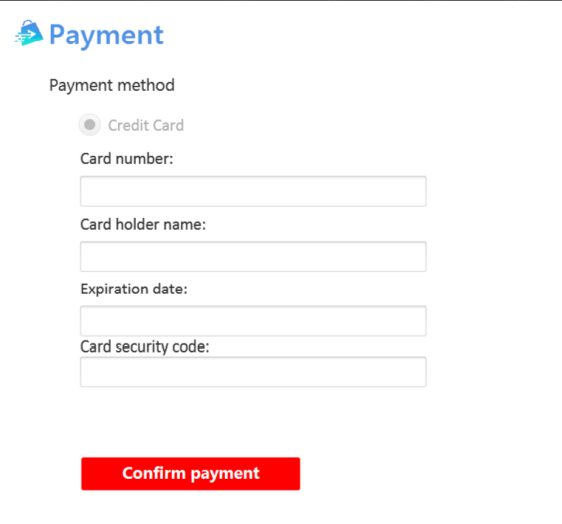 Payment
Payment method
Credit Card
Card number:
Card holder name:
Expiration date:
Card security code:
Confirm payment